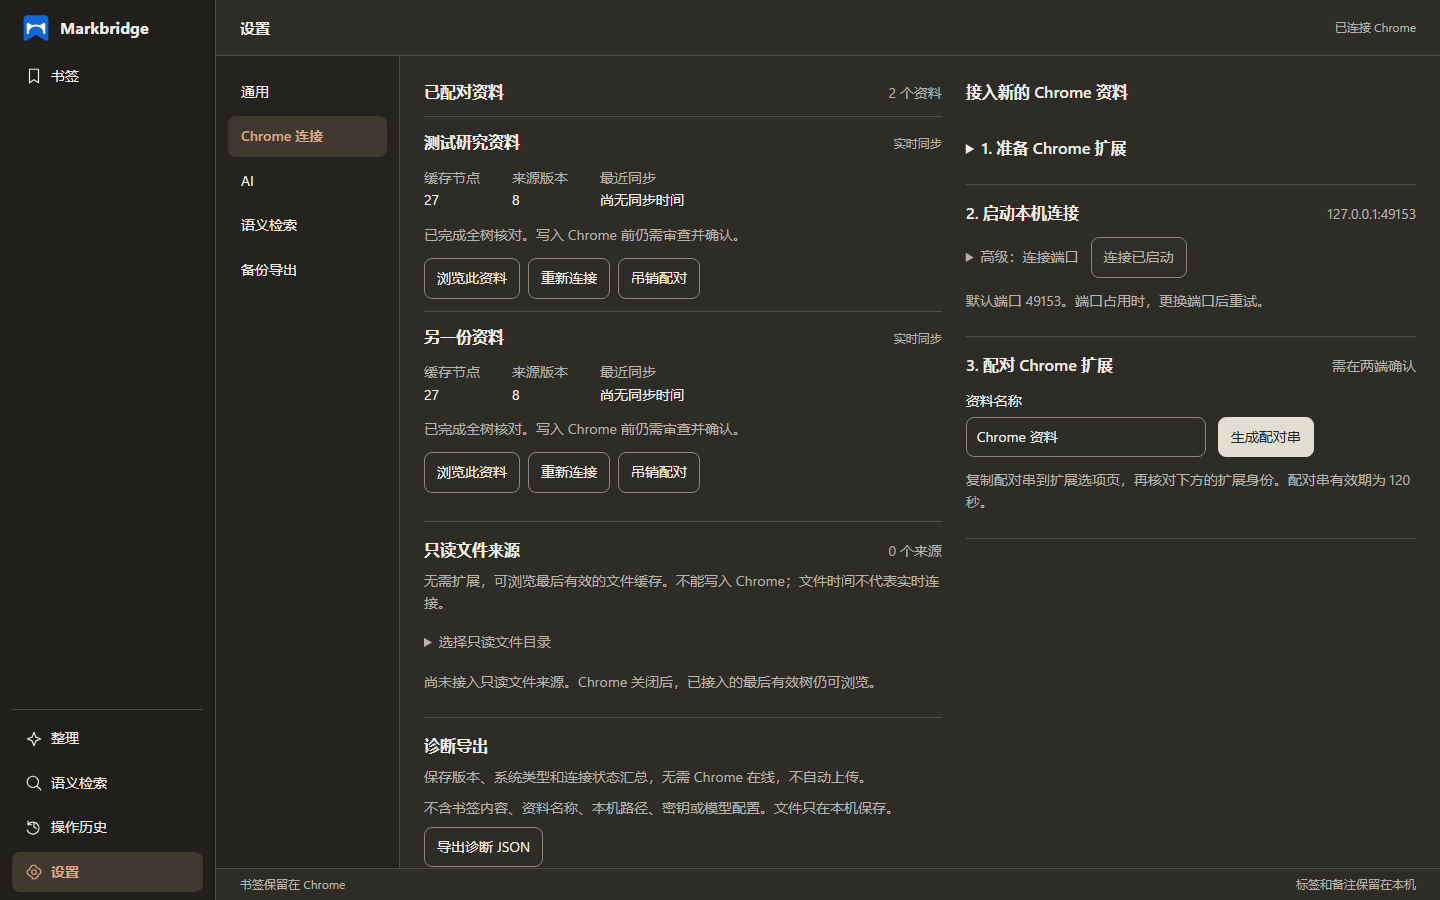 Markbridge
书签
整理
语义检索
操作历史
设置
设置
已连接 Chrome
通用
Chrome 连接
AI
语义检索
备份导出
已配对资料
2 个资料
测试研究资料
实时同步
缓存节点 来源版本 最近同步
27 8 尚无同步时间
已完成全树核对。写入 Chrome 前仍需审查并确认。
浏览此资料 重新连接 吊销配对
另一份资料
实时同步
缓存节点 来源版本 最近同步
27 8 尚无同步时间
已完成全树核对。写入 Chrome 前仍需审查并确认。
浏览此资料 重新连接 吊销配对
只读文件来源
0 个来源
无需扩展，可浏览最后有效的文件缓存。不能写入 Chrome；文件时间不代表实时连
接。
选择只读文件目录
尚未接入只读文件来源。Chrome 关闭后，已接入的最后有效树仍可浏览。
诊断导出
保存版本、系统类型和连接状态汇总，无需 Chrome 在线，不自动上传。
不含书签内容、资料名称、本机路径、密钥或模型配置。文件只在本机保存。
导出诊断 JSON
接入新的 Chrome 资料
1. 准备 Chrome 扩展
2. 启动本机连接
127.0.0.1:49153
高级：连接端口 连接已启动
默认端口 49153。端口占用时，更换端口后重试。
3. 配对 Chrome 扩展
需在两端确认
资料名称
Chrome 资料 生成配对串
复制配对串到扩展选项页，再核对下方的扩展身份。配对串有效期为 120
秒。
书签保留在 Chrome
标签和备注保留在本机